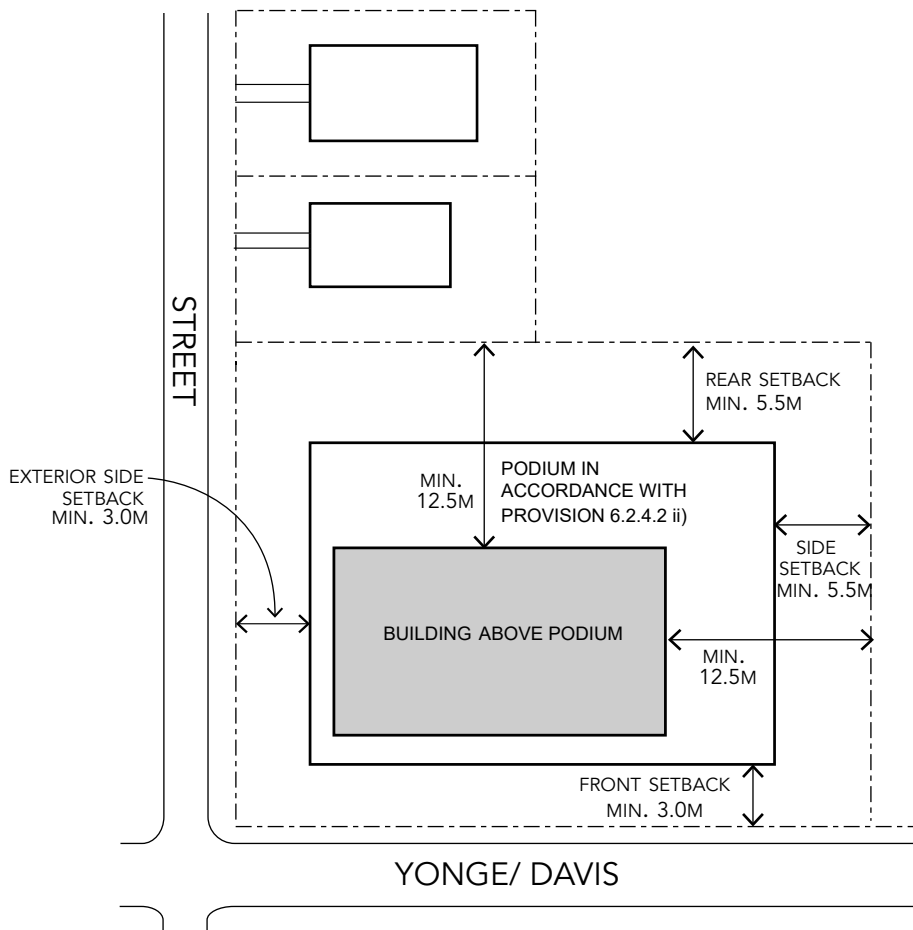 STREET
REAR SETBACK
MIN. 5.5M
EXTERIOR SIDE
SETBACK
MIN. 3.0M
MIN.
12.5M
PODIUM IN
ACCORDANCE WITH
PROVISION 6.2.4.2 ii)
SIDE
SETBACK
MIN. 5.5M
BUILDING ABOVE PODIUM
MIN.
12.5M
FRONT SETBACK
MIN. 3.0M
YONGE/ DAVIS